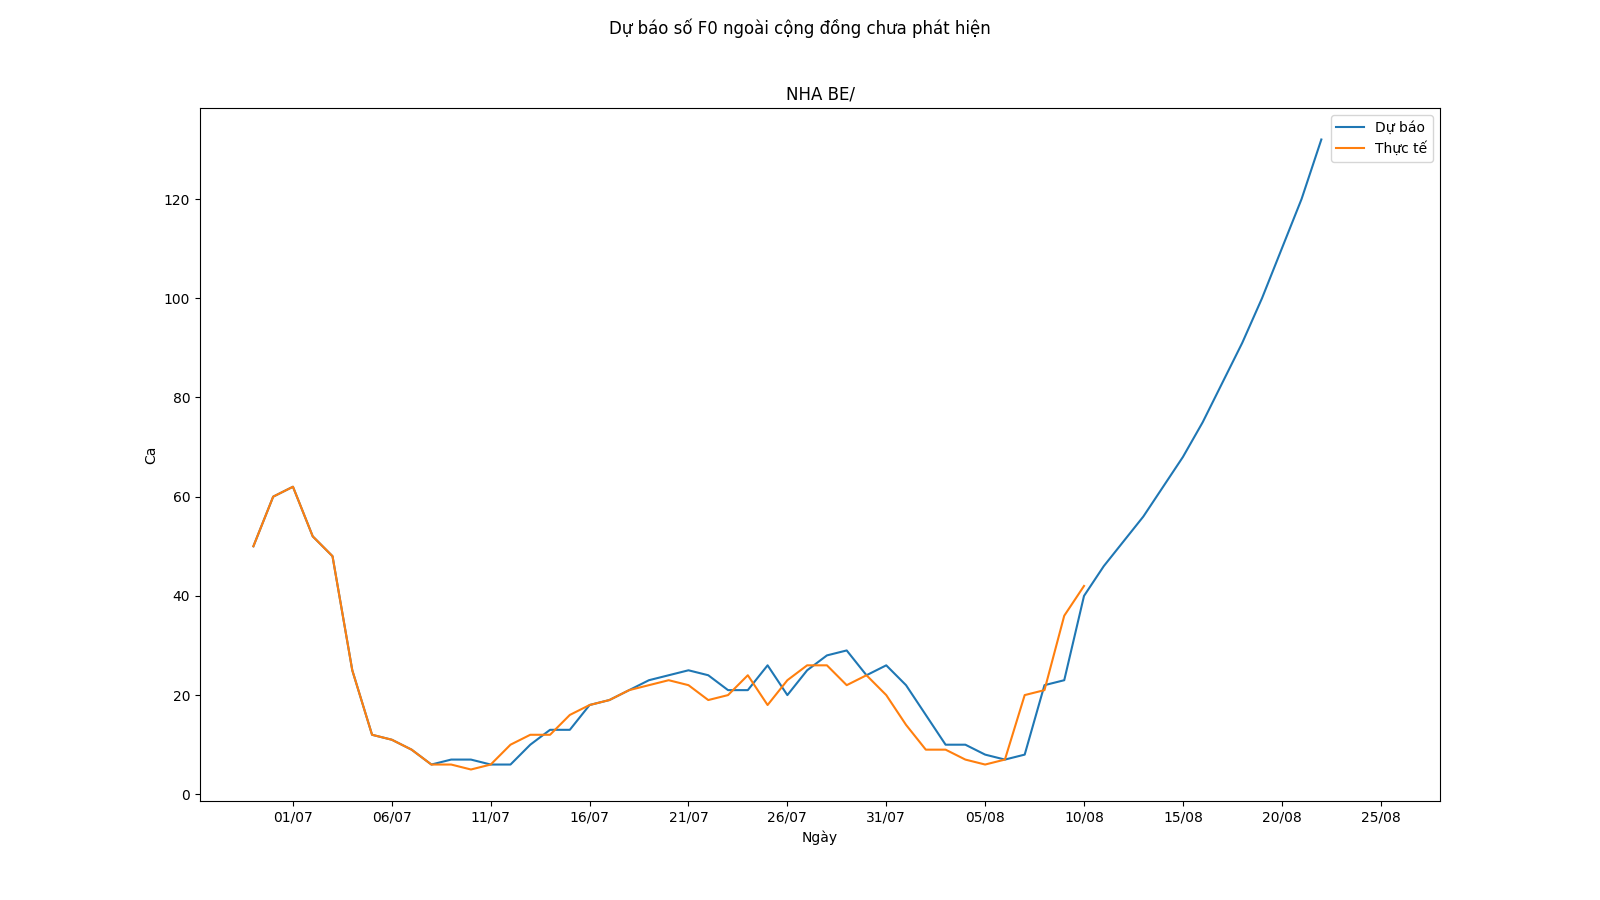 Dự báo số F0 ngoài cộng đồng chưa phát hiện
NHA BE/
Dự báo
Thực tế
120
100
80
60
40
20
0
Ca
01/07 06/07 11/07 16/07 21/07 26/07 31/07 05/08 10/08 15/08 20/08 25/08
Ngày